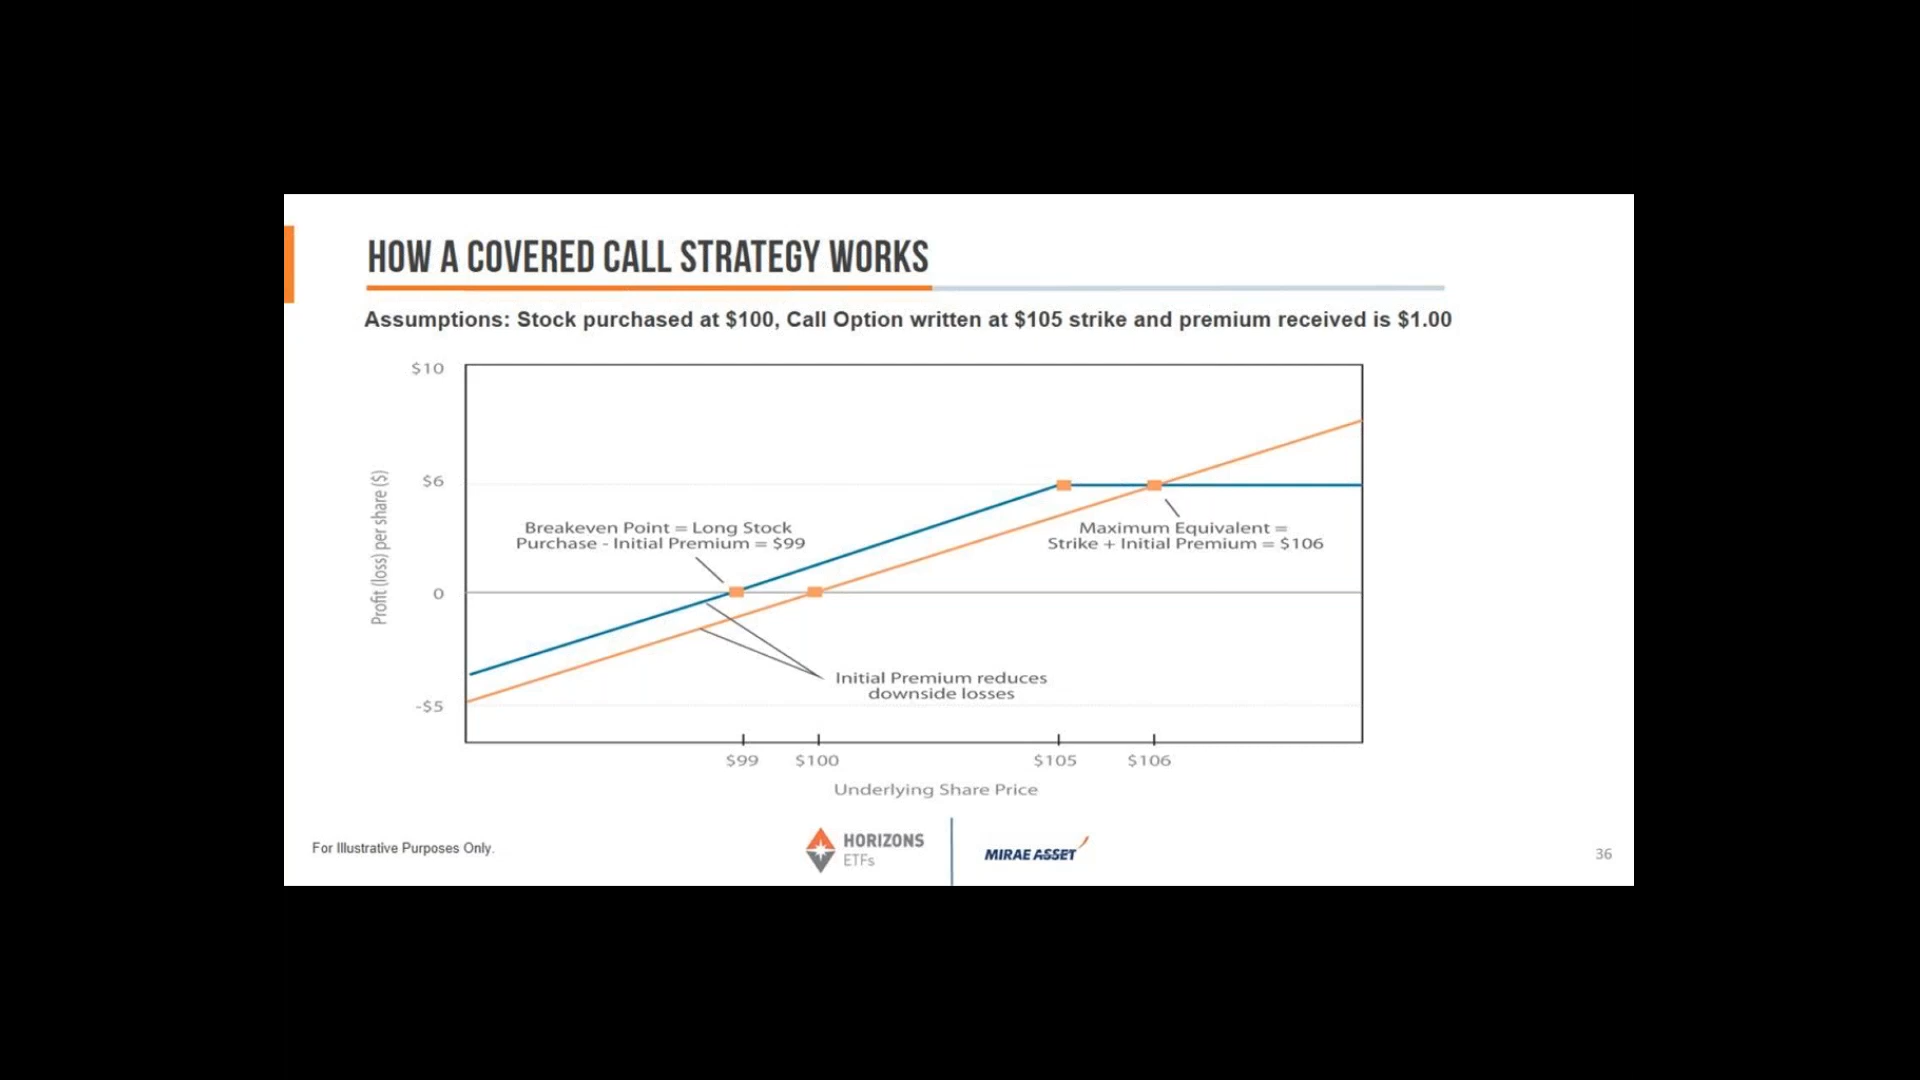 HOW A COVERED CALL STRATEGY WORKS
Assumptions: Stock purchased at $100, Call Option written at $105 strike and premium received is $1.00
$10
$6
0
-$5
Profit (loss) per share ($)
Breakeven Point = Long Stock
Purchase - Initial Premium = $99
Maximum Equivalent =
Strike + Initial Premium = $106
Initial Premium reduces
downside losses
$99 $100 $105 $106
Underlying Share Price
For Illustrative Purposes Only.
HORIZONS
ETFs
MIRAE ASSET
36